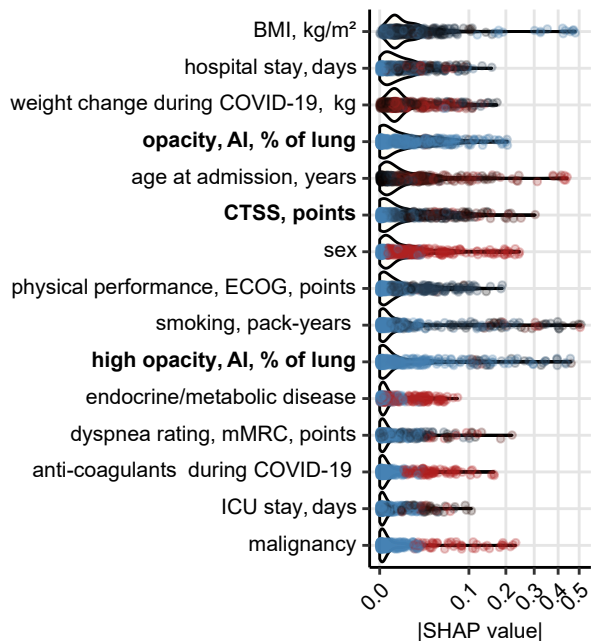 BMI, kg/m²
hospital stay, days
weight change during COVID-19, kg
opacity, AI, % of lung
age at admission, years
CTSS, points
sex
physical performance, ECOG, points
smoking, pack-years
high opacity, AI, % of lung
endocrine/metabolic disease
dyspnea rating, mMRC, points
anti-coagulants during COVID-19
ICU stay, days
malignancy
0.0 0.1 0.2 0.3 0.4 0.5
|SHAP value|